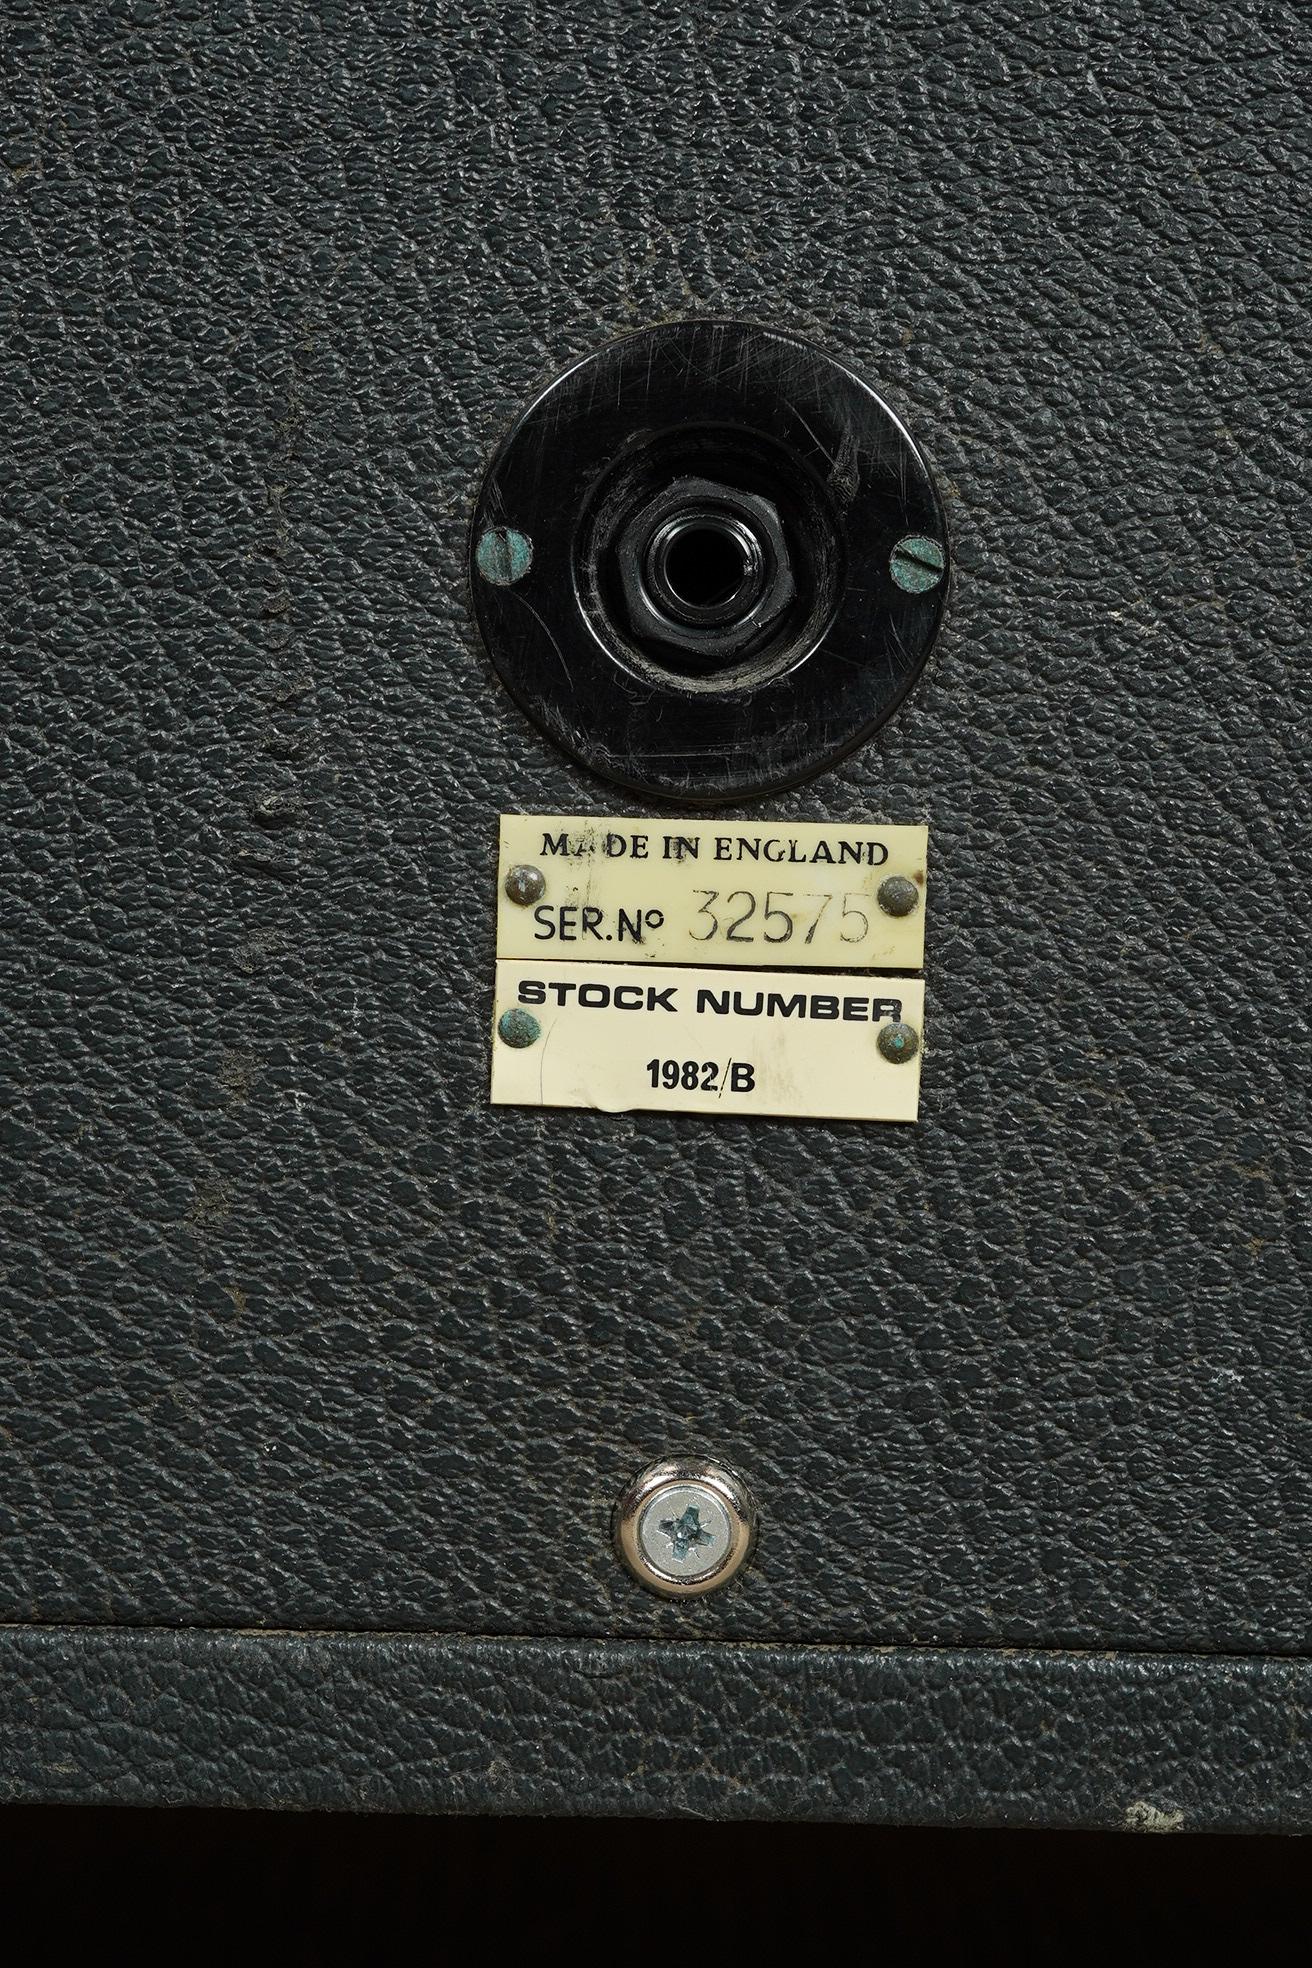 MADE IN ENGLAND
SER.Nº 32575
STOCK NUMBER
1982/B